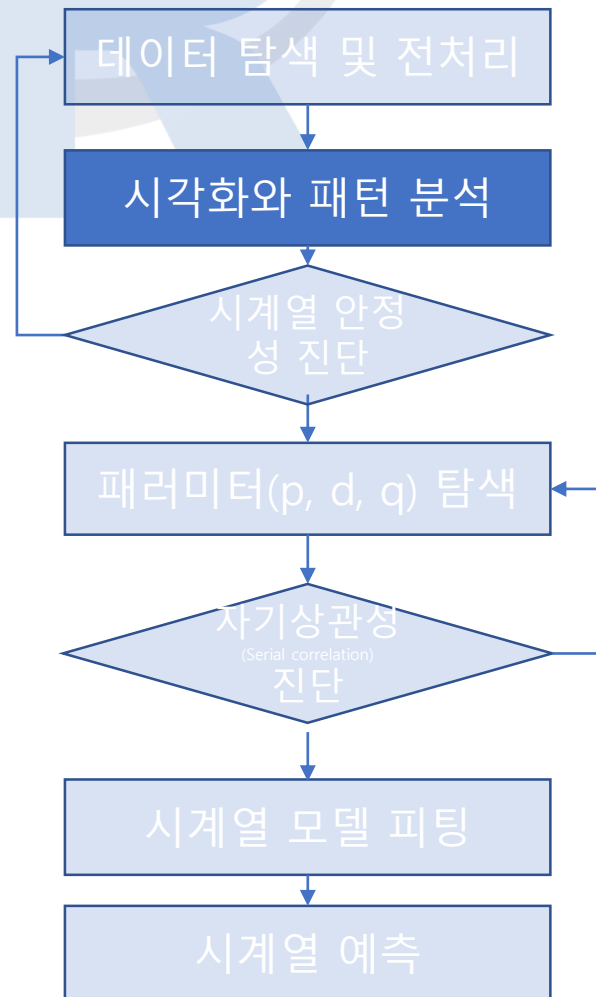 데이터 탐색 및 전처리
시각화와 패턴 분석
시계열 안정
성 진단
패러미터(p, d, q) 탐색
자기상관성
(Serial correlation)
진단
시계열 모델 피팅
시계열 예측